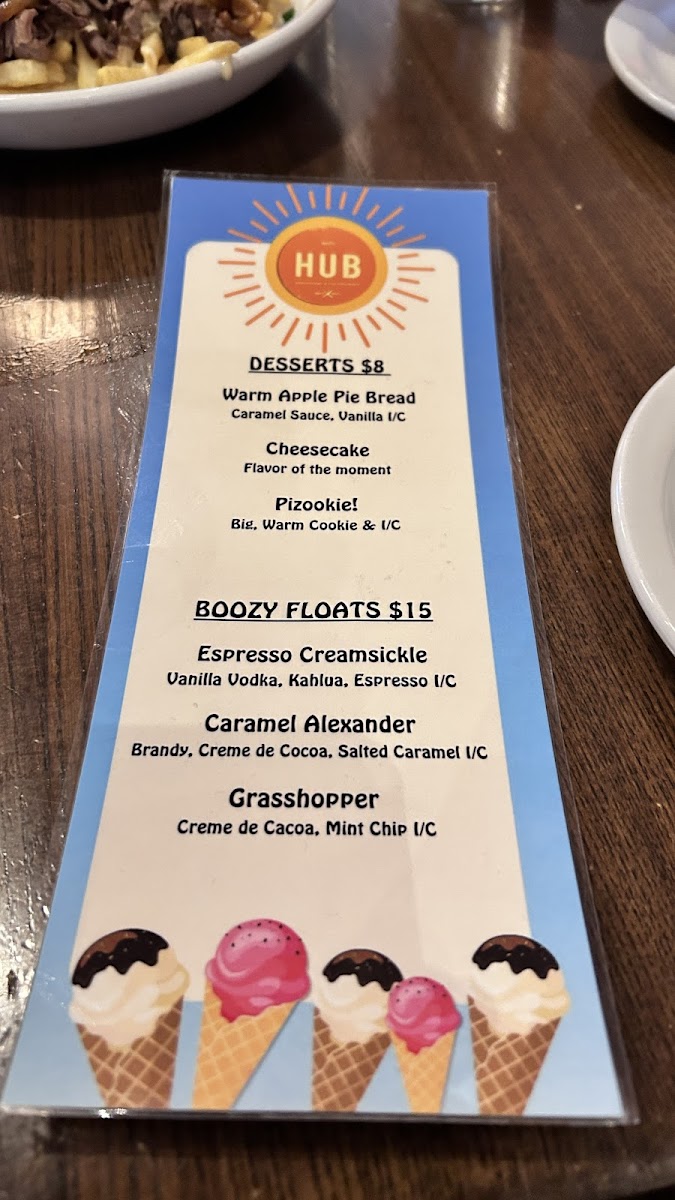 HUB
DESSERTS $8
Warm Apple Pie Bread
Caramel Sauce, Vanilla I/C
Cheesecake
Flavor of the moment
Pizookie!
Big, Warm Cookie & I/C
BOOZY FLOATS $15
Espresso Creamsickle
Vanilla Vodka, Kahlua, Espresso I/C
Caramel Alexander
Brandy, Creme de Cocoa, Salted Caramel I/C
Grasshopper
Creme de Cacoa, Mint Chip I/C